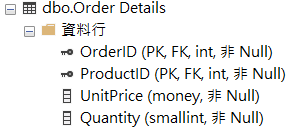 dbo.Order Details
資料行
OrderID (PK, FK, int, 非 Null)
ProductID (PK, FK, int, 非 Null)
UnitPrice (money, 非 Null)
Quantity (smallint, 非 Null)